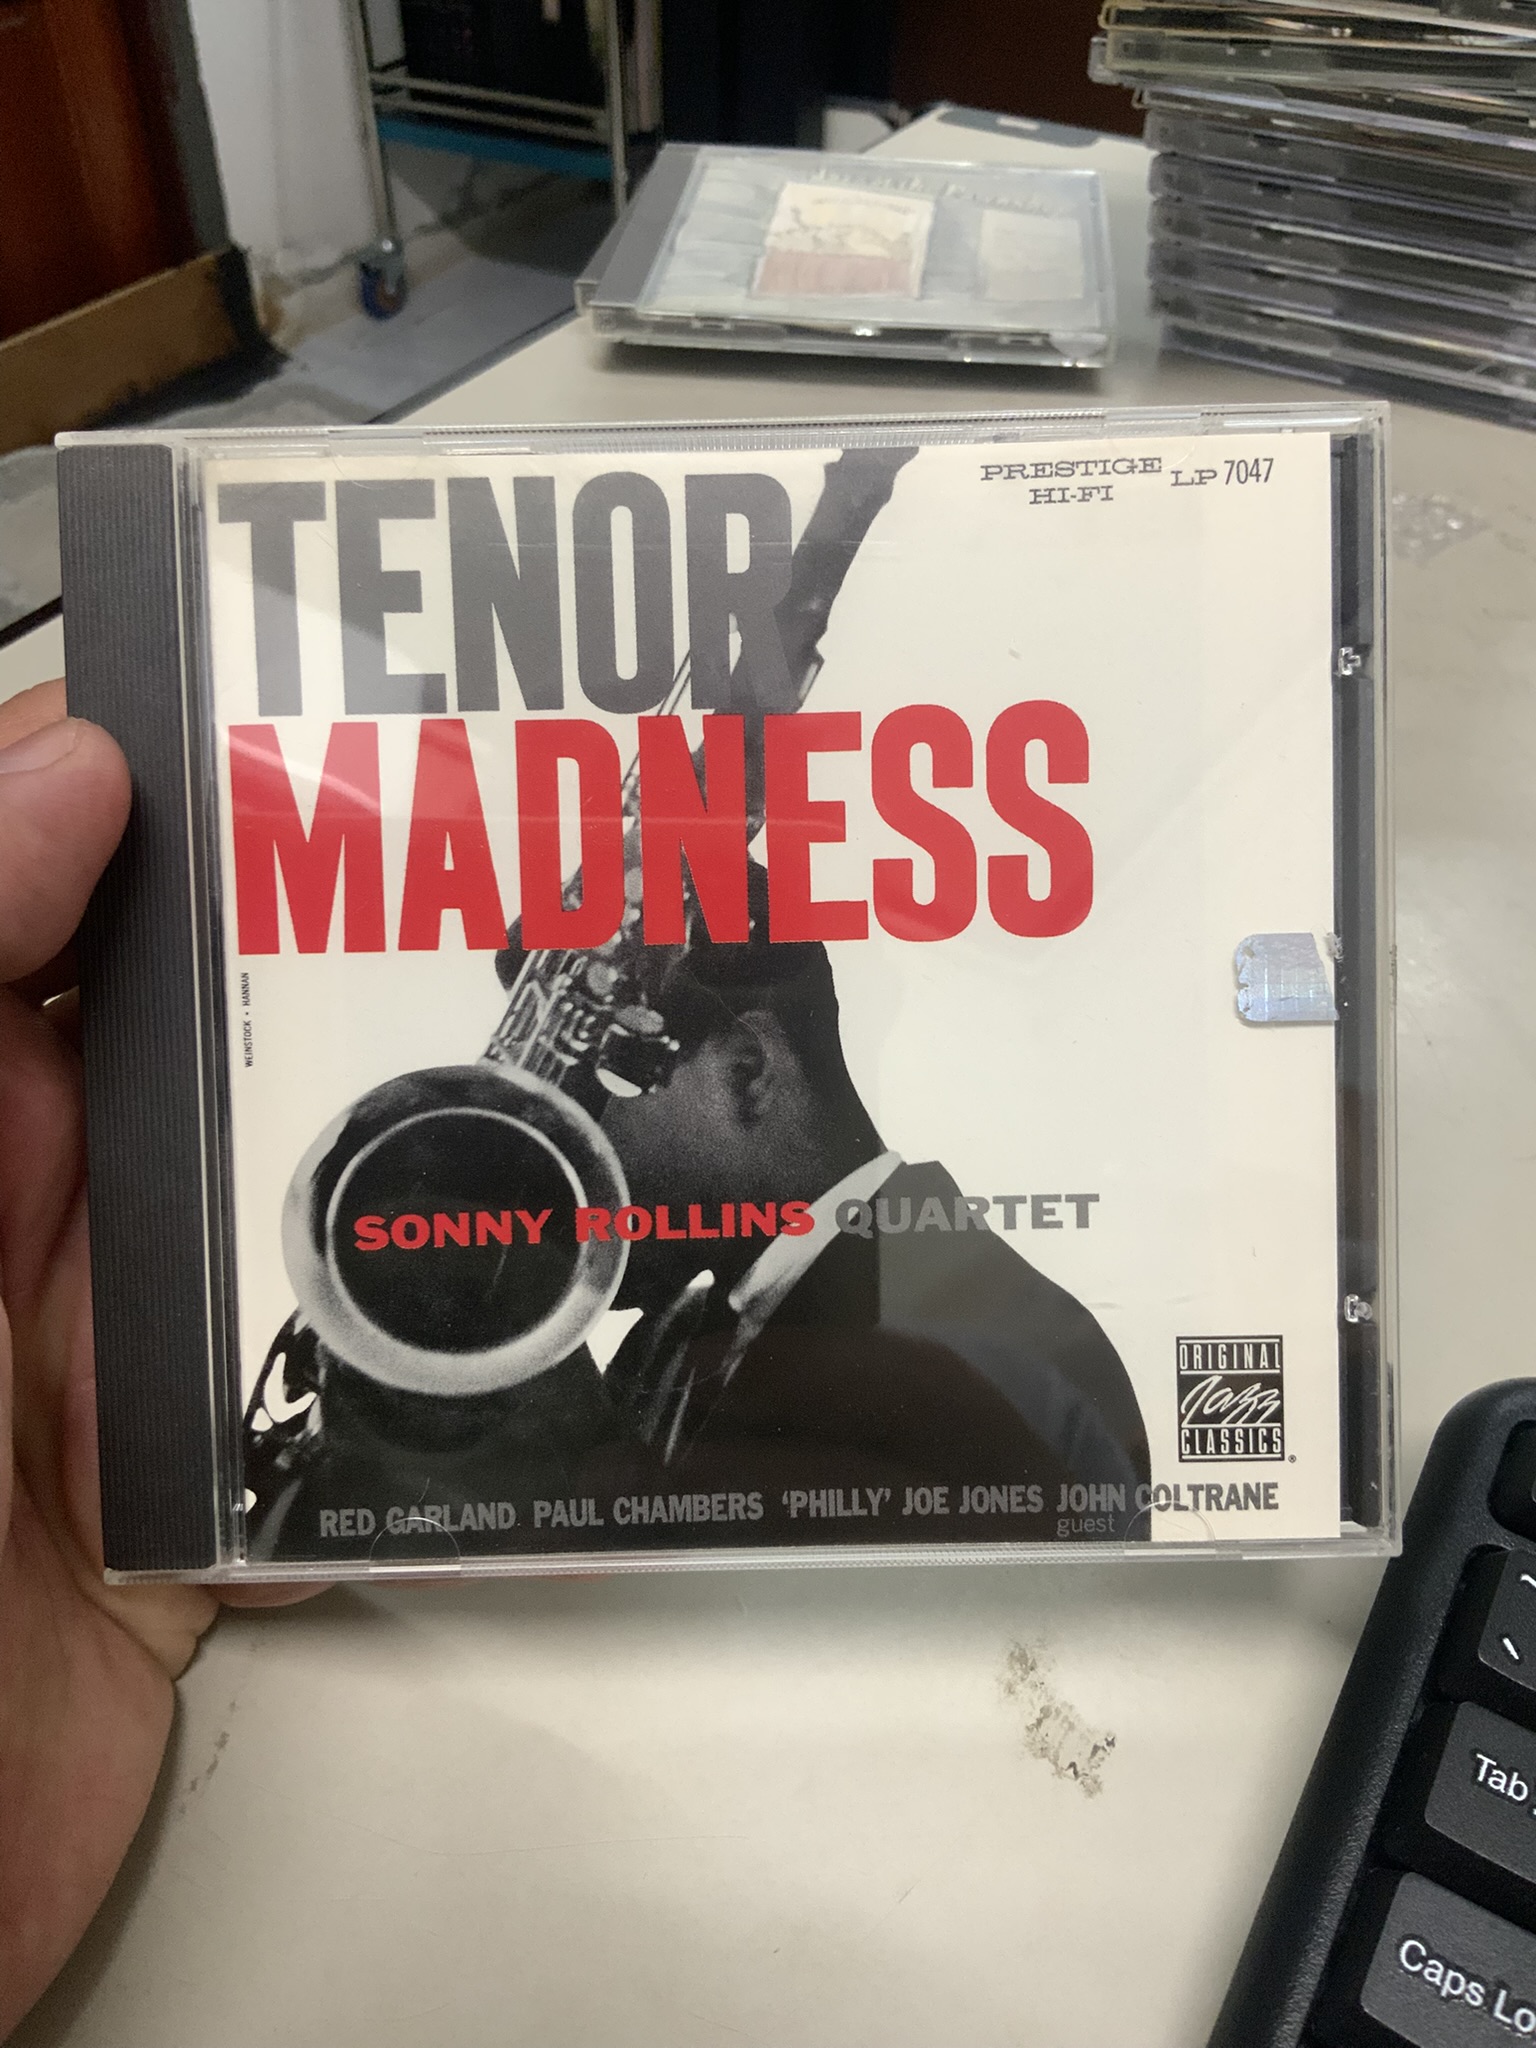 TENOR
MADNESS
PRESTIGE
HI-FI
LP 7047
WEINSTOCK • HANNAN
SONNY ROLLINS QUARTET
ORIGINAL
Jazz
CLASSICS®
RED GARLAND PAUL CHAMBERS 'PHILLY' JOE JONES JOHN COLTRANE
guest
Tab
Caps Lo